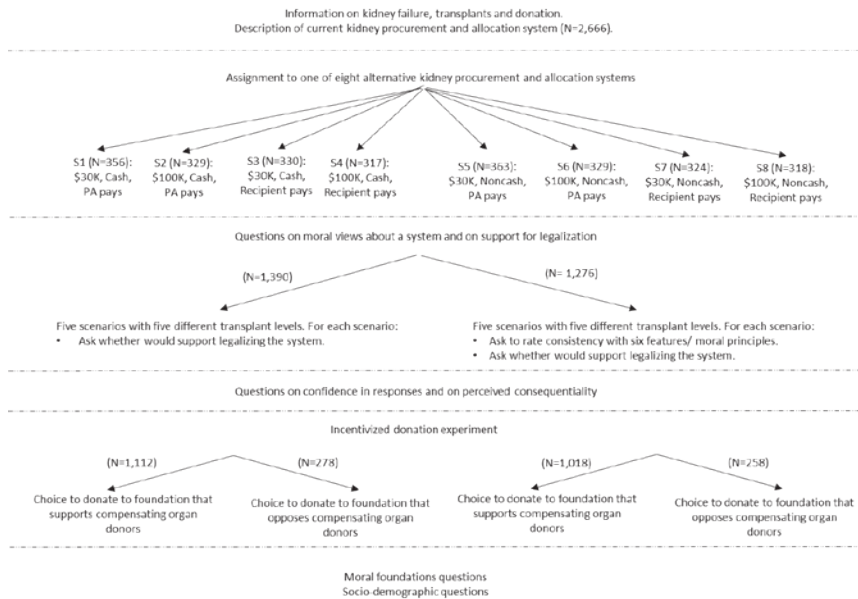 Information on kidney failure, transplants and donation.
Description of current kidney procurement and allocation system (N=2,666).
Assignment to one of eight alternative kidney procurement and allocation systems
S1 (N=356):
$30K, Cash,
PA pays
S2 (N=329):
$100K, Cash,
PA pays
S3 (N=330):
$30K, Cash,
Recipient pays
S4 (N=317):
$100K, Cash,
Recipient pays
S5 (N=363):
$30K, Noncash,
PA pays
S6 (N=329):
$100K, Noncash,
PA pays
S7 (N=324):
$30K, Noncash,
Recipient pays
S8 (N=318):
$100K, Noncash,
Recipient pays
Questions on moral views about a system and on support for legalization
(N=1,390)
(N= 1,276)
Five scenarios with five different transplant levels. For each scenario:
• Ask whether would support legalizing the system.
Five scenarios with five different transplant levels. For each scenario:
• Ask to rate consistency with six features/ moral principles.
• Ask whether would support legalizing the system.
Questions on confidence in responses and on perceived consequentiality
Incentivized donation experiment
(N=1,112)
(N=278)
(N=1,018)
(N=258)
Choice to donate to foundation that
supports compensating organ
donors
Choice to donate to foundation that
opposes compensating organ
donors
Choice to donate to foundation that
supports compensating organ
donors
Choice to donate to foundation that
opposes compensating organ
donors
Moral foundations questions
Socio-demographic questions